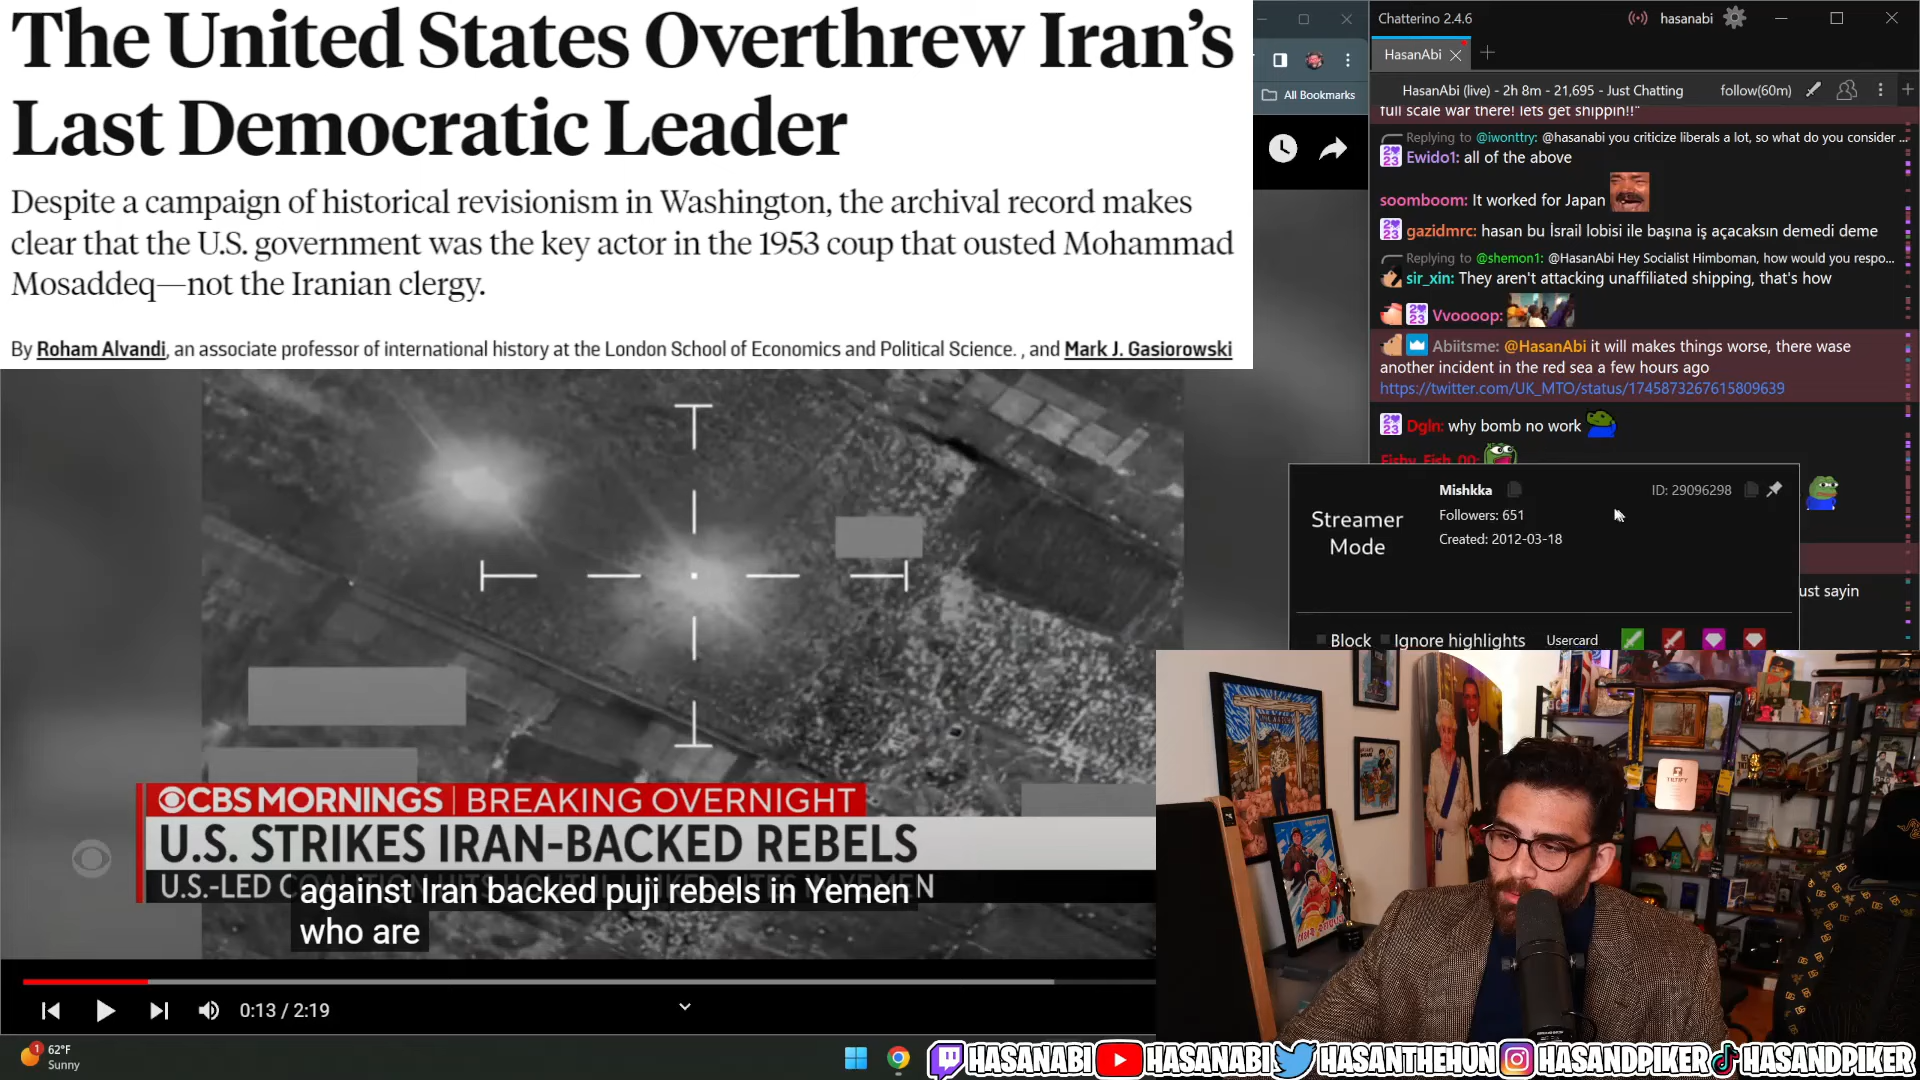 The United States Overthrew Iran's
Last Democratic Leader
Despite a campaign of historical revisionism in Washington, the archival record makes
clear that the U.S. government was the key actor in the 1953 coup that ousted Mohammad
Mosaddeq—not the Iranian clergy.
By Roham Alvandi, an associate professor of international history at the London School of Economics and Political Science. , and Mark J. Gasiorowski
All Bookmarks
Chatterino 2.4.6
hasanabi
HasanAbi
HasanAbi (live) - 2h 8m - 21,695 - Just Chatting
follow(60m)
full scale war there! lets get shippin!!"
Replying to @iwonttry: @hasanabi you criticize liberals a lot, so what do you consider ...
Ewido1: all of the above
soomboom: It worked for Japan
gazidmrc: hasan bu İsrail lobisi ile başına iş açacaksın demedi deme
Replying to @shemon1: @HasanAbi Hey Socialist Himboman, how would you respo...
sir_xin: They aren't attacking unaffiliated shipping, that's how
Vvoooop:
Abiitsme: @HasanAbi it will makes things worse, there wase
another incident in the red sea a few hours ago
https://twitter.com/UK_MTO/status/1745873267615809639
Dgln: why bomb no work
Fishy_Fish_00:
Streamer
Mode
Mishkka
ID: 29096298
Followers: 651
Created: 2012-03-18
ust sayin
Block
Ignore highlights
Usercard
CBS MORNINGS | BREAKING OVERNIGHT
U.S. STRIKES IRAN-BACKED REBELS
U.S.-LED
against Iran backed puji rebels in Yemen
who are
0:13 / 2:19
TILTIFY
1
62°F
Sunny
HASANABI
HASANABI
HASANTHEHUN
HASANDPIKER
HASANDPIKER